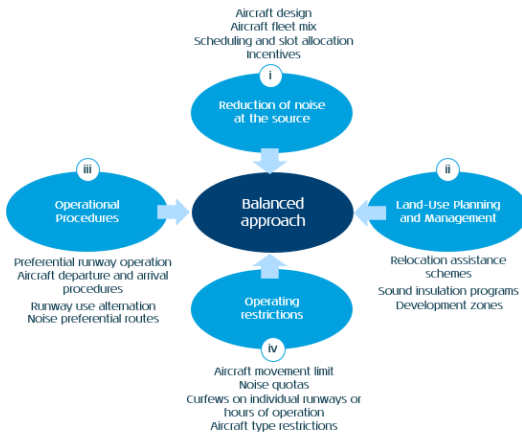 Aircraft design
Aircraft fleet mix
Scheduling and slot allocation
Incentives
i
Reduction of noise
at the source
iii
Operational
Procedures
Balanced
approach
ii
Land-Use Planning
and Management
Preferential runway operation
Aircraft departure and arrival
procedures
Runway use alternation
Noise preferential routes
Relocation assistance
schemes
Sound insulation programs
Development zones
Operating
restrictions
iv
Aircraft movement limit
Noise quotas
Curfews on individual runways or
hours of operation
Aircraft type restrictions